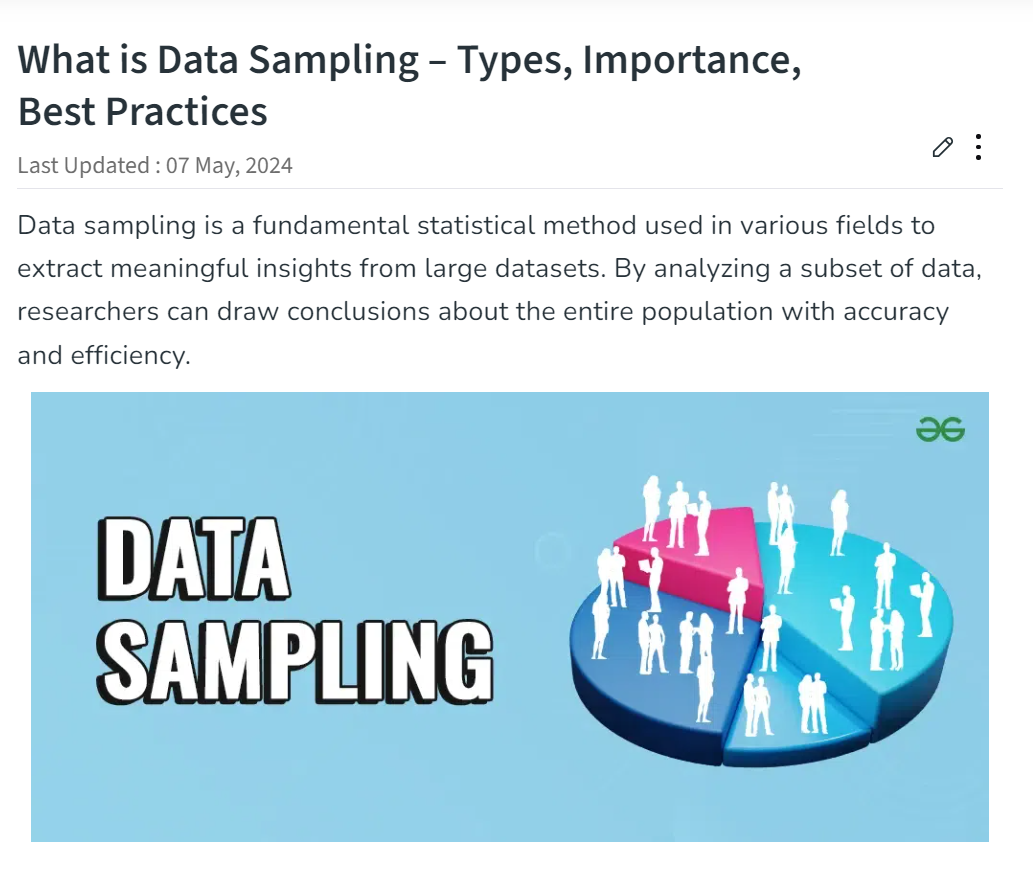 What is Data Sampling – Types, Importance,
Best Practices
Last Updated : 07 May, 2024
Data sampling is a fundamental statistical method used in various fields to
extract meaningful insights from large datasets. By analyzing a subset of data,
researchers can draw conclusions about the entire population with accuracy
and efficiency.
DATA
SAMPLING